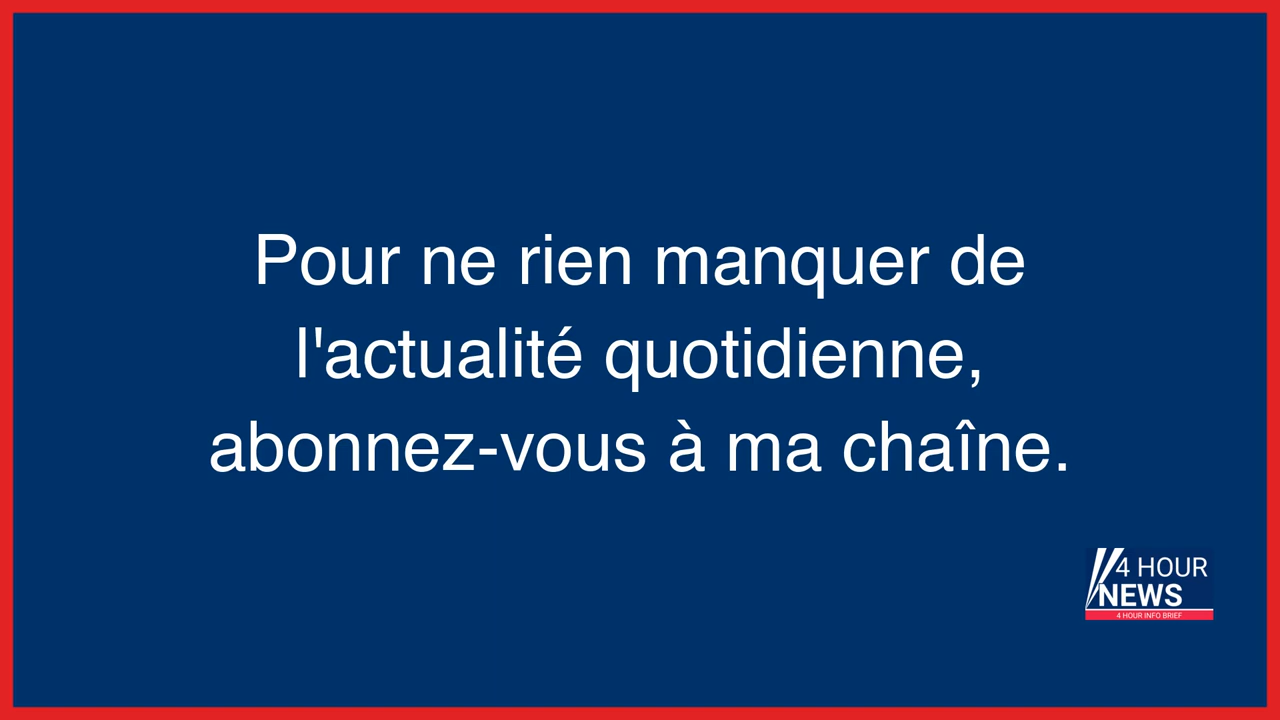 Pour ne rien manquer de
l'actualité quotidienne,
abonnez-vous à ma chaîne.
4 HOUR
NEWS
4 HOUR INFO BRIEF